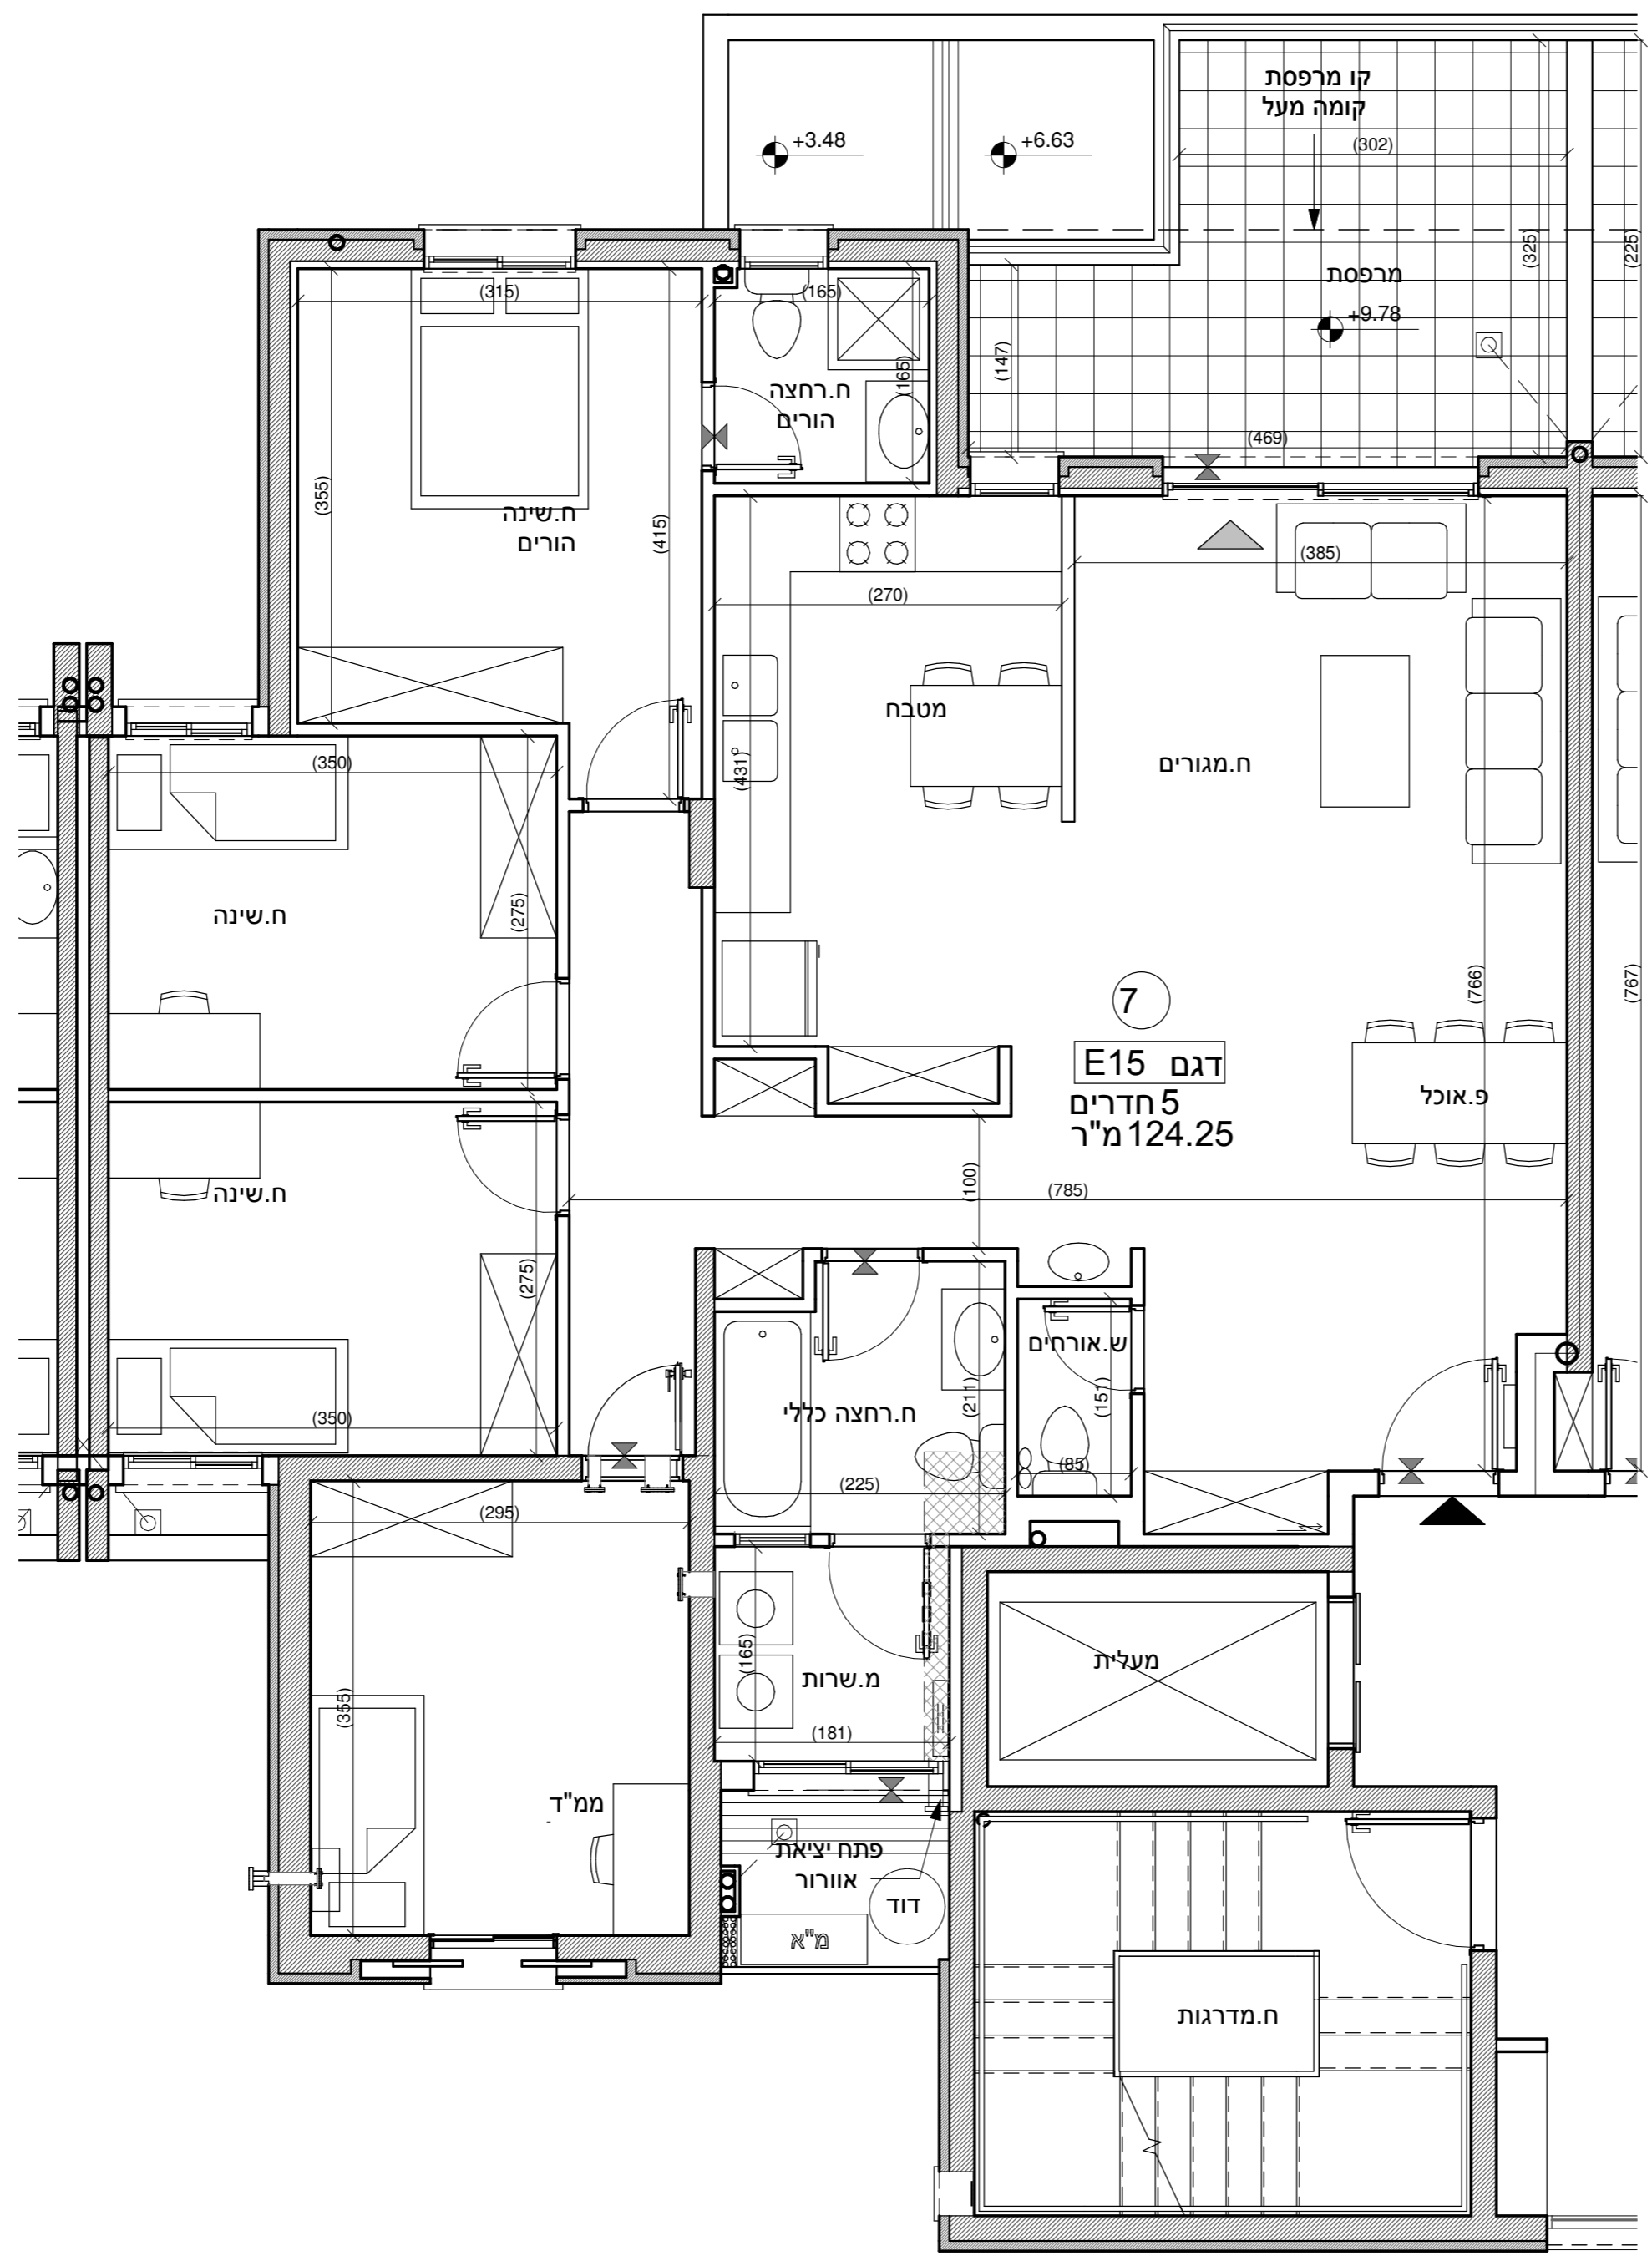 קו מרפסת
קומה מעל
(302)
+3.48
+6.63
(325)
(225)
מרפסת
+9.78
(315)
(165)
(147)
(165)
ח.רחצה
הורים
(469)
(355)
(415)
ח.שינה
הורים
(385)
(270)
מטבח
(431)
ח.מגורים
(350)
(275)
ח.שינה
(766)
(767)
7
דגם E15
5 חדרים
124.25 מ"ר
פ.אוכל
(100)
(785)
ח.שינה
(275)
(350)
ש.אורחים
(151)
(211)
ח.רחצה כללי
(85)
(225)
(295)
(355)
(165)
מ.שרות
(181)
מעלית
ממ"ד
פתח יציאת
אוורור
דוד
מ"א
ח.מדרגות